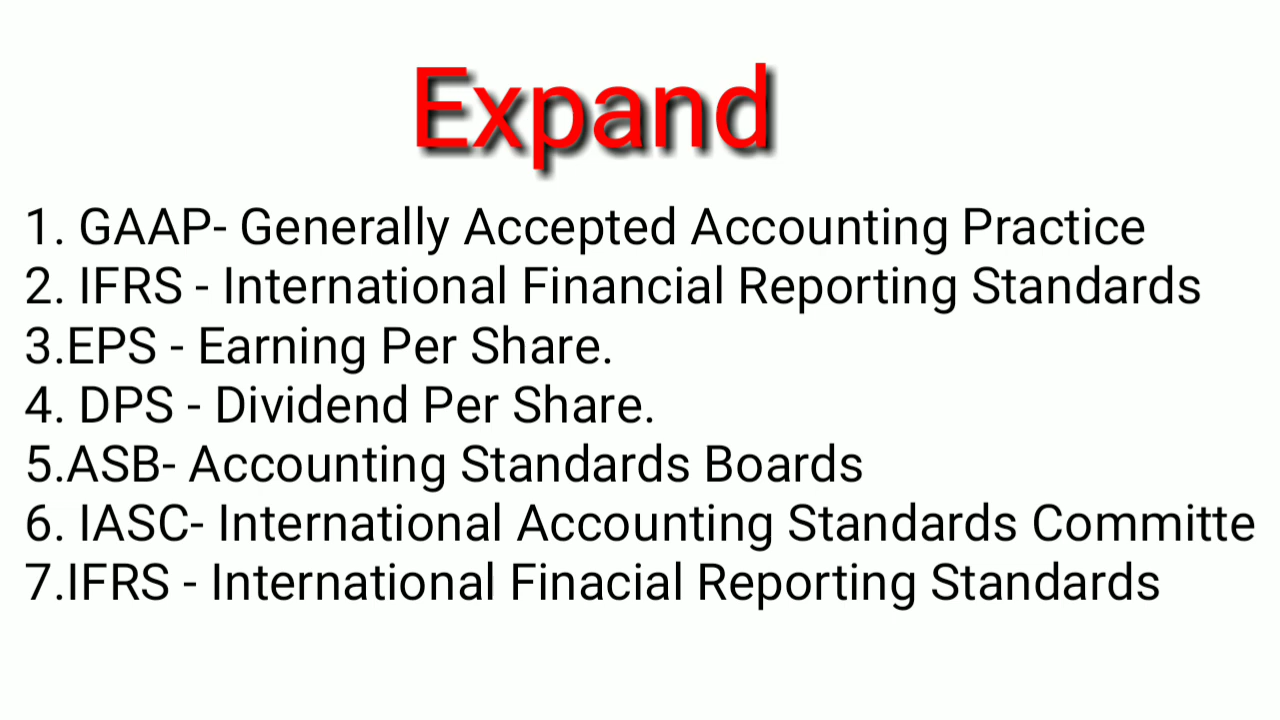 Expand
1. GAAP- Generally Accepted Accounting Practice
2. IFRS - International Financial Reporting Standards
3.EPS - Earning Per Share.
4. DPS - Dividend Per Share.
5.ASB- Accounting Standards Boards
6. IASC- International Accounting Standards Committe
7.IFRS - International Finacial Reporting Standards